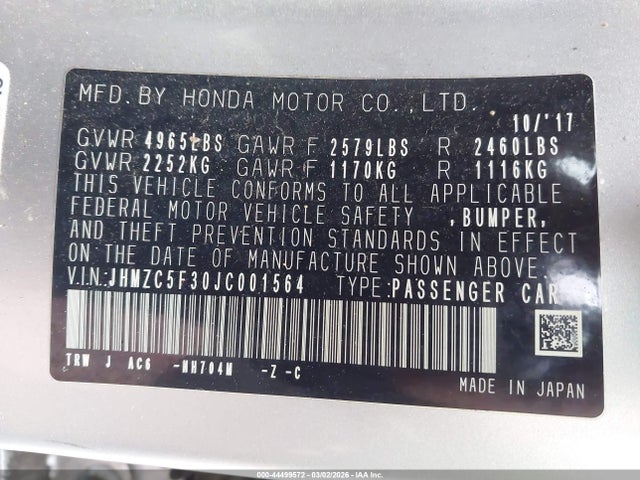 MFD.BY HONDA MOTOR CO.,LTD.
10/'17
GVWR 4965LBS GAWR F 2579LBS R 2460LBS
GVWR 2252KG GAWR F 1170KG R 1116KG
THIS VEHICLE CONFORMS TO ALL APPLICABLE
FEDERAL MOTOR VEHICLE SAFETY ,BUMPER,
AND THEFT PREVENTION STANDARDS IN EFFECT
ON THE DATE OF MANUFACTURE SHOWN ABOVE.
V.I.N.:JHMZC5F30JC001564 TYPE:PASSENGER CAR
TRW J AC6 -NH704M -Z -C
MADE IN JAPAN
000-44499572 - 03/02/2026 - IAA Inc.